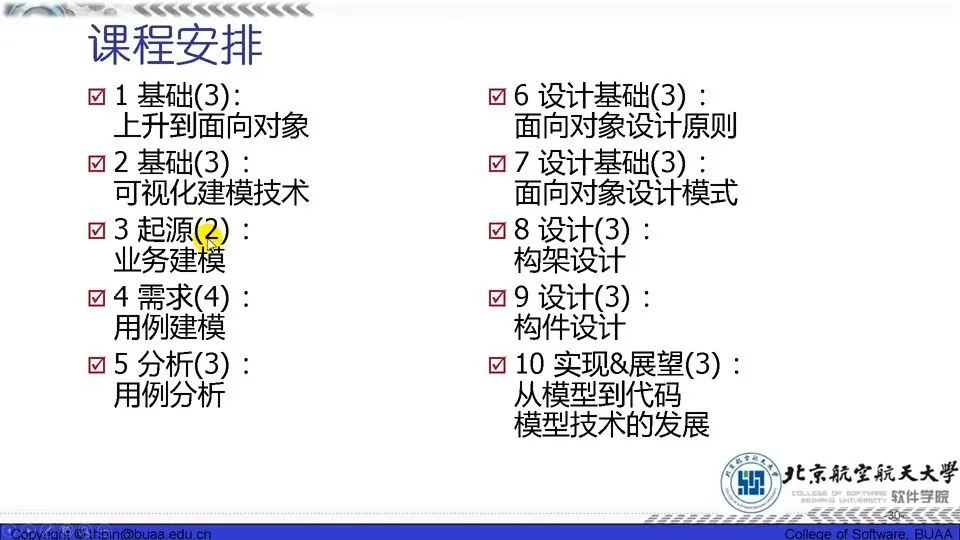 课程安排
1 基础(3):
上升到面向对象
2 基础(3)：
可视化建模技术
3 起源(2)：
业务建模
4 需求(4)：
用例建模
5 分析(3)：
用例分析
6 设计基础(3)：
面向对象设计原则
7 设计基础(3)：
面向对象设计模式
8 设计(3)：
构架设计
9 设计(3)：
构件设计
10 实现&展望(3)：
从模型到代码
模型技术的发展
北京航空航天大學
COLLEGE OF SOFTWARE
BEIHANG UNIVERSITY
软件学院
-30-
Copyright © thbin@buaa.edu.cn
College of Software, BUAA